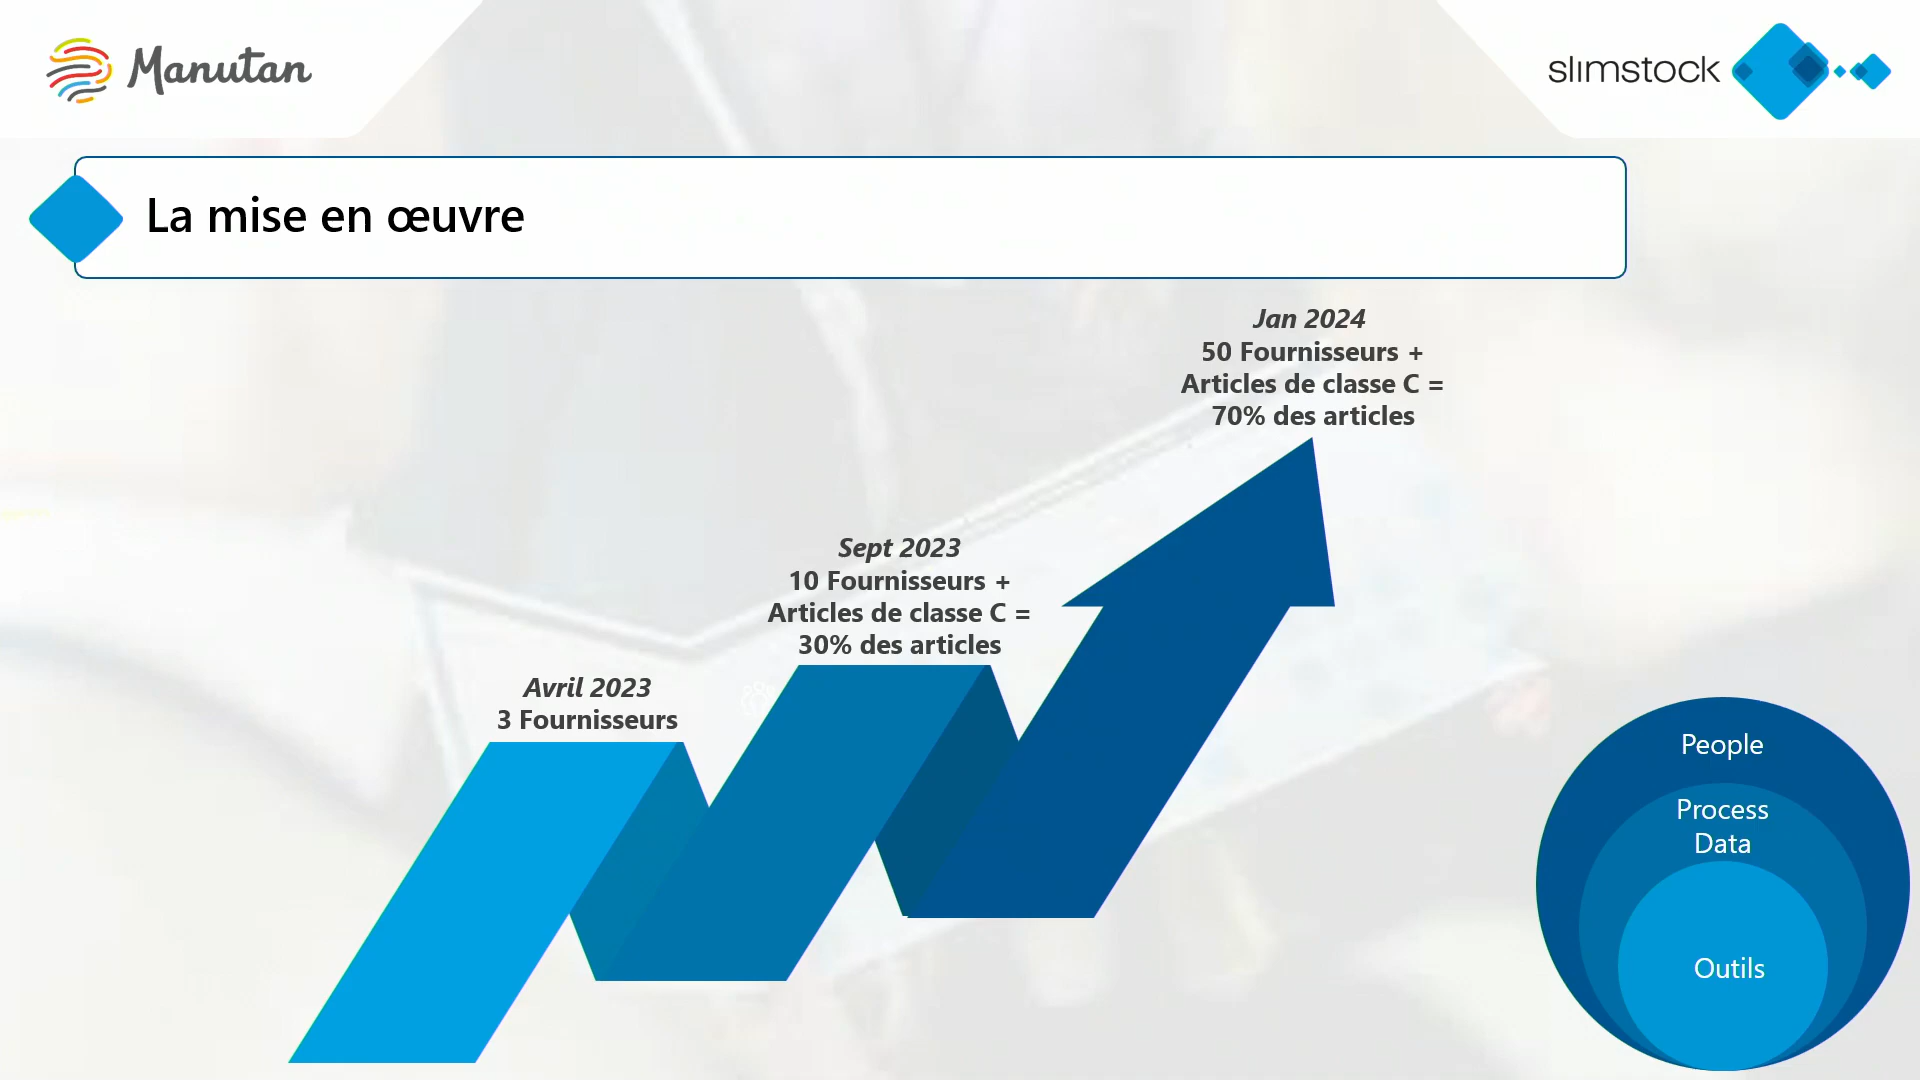 Manutan
slimstock
La mise en œuvre
Jan 2024
50 Fournisseurs +
Articles de classe C =
70% des articles
Sept 2023
10 Fournisseurs +
Articles de classe C =
30% des articles
Avril 2023
3 Fournisseurs
People
Process
Data
Outils